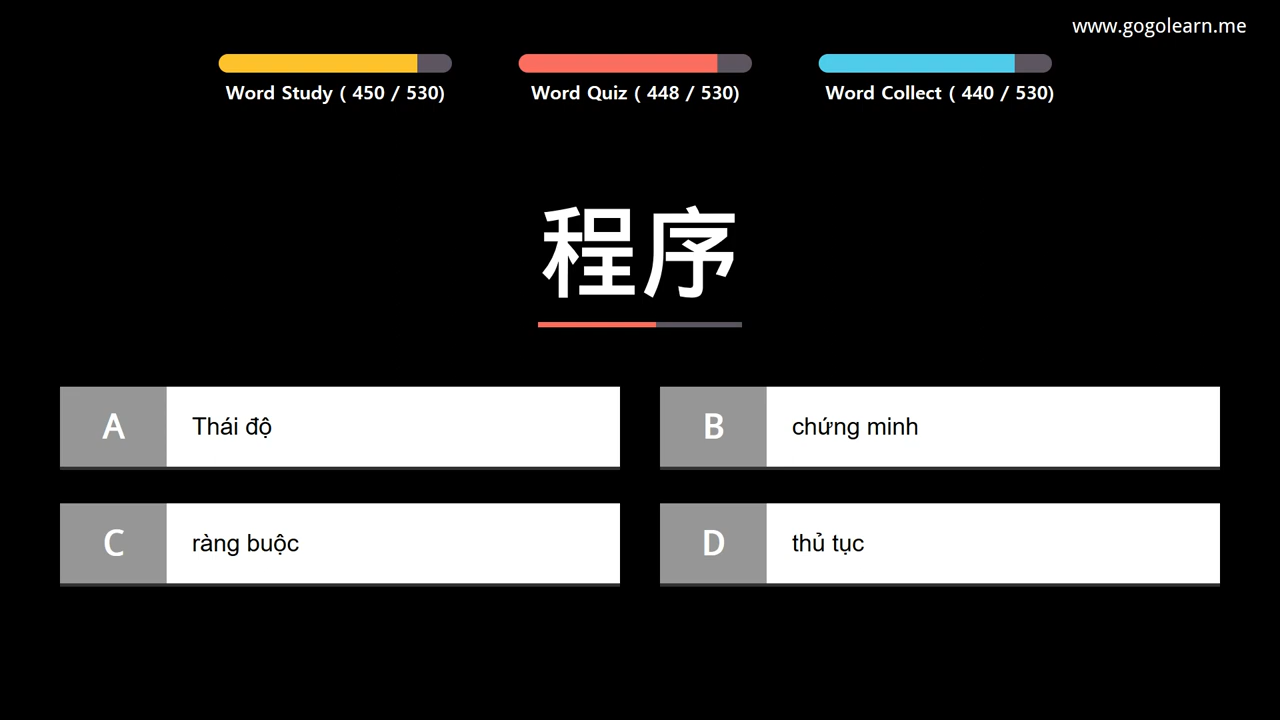 www.gogolearn.me
Word Study ( 450 / 530)
Word Quiz ( 448 / 530)
Word Collect ( 440 / 530)
程序
A
Thái độ
B
chứng minh
C
ràng buộc
D
thủ tục